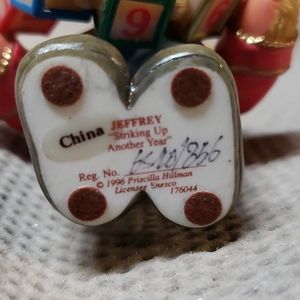 9
China
JEFFREY
"Striking Up
Another Year"
Reg. No.
© 1996 Priscilla Hillman
Licensee Enesco
176044